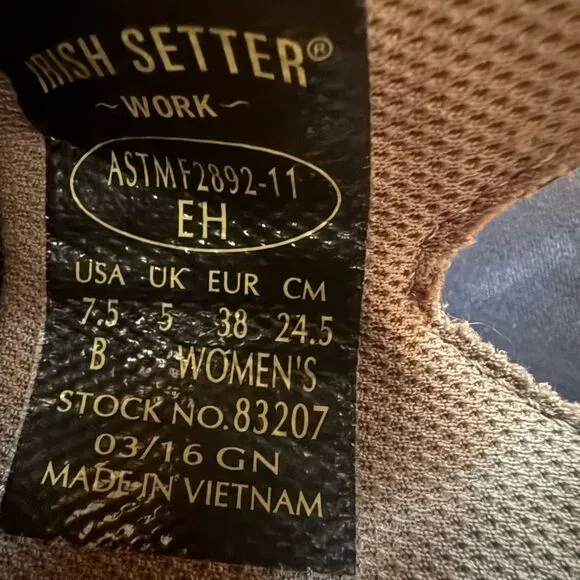 IRISH SETTER®
~WORK~
ASTM F2892-11
EH
USA UK EUR CM
7.5 5 38 24.5
B WOMEN'S
STOCK NO. 83207
03/16 GN
MADE IN VIETNAM